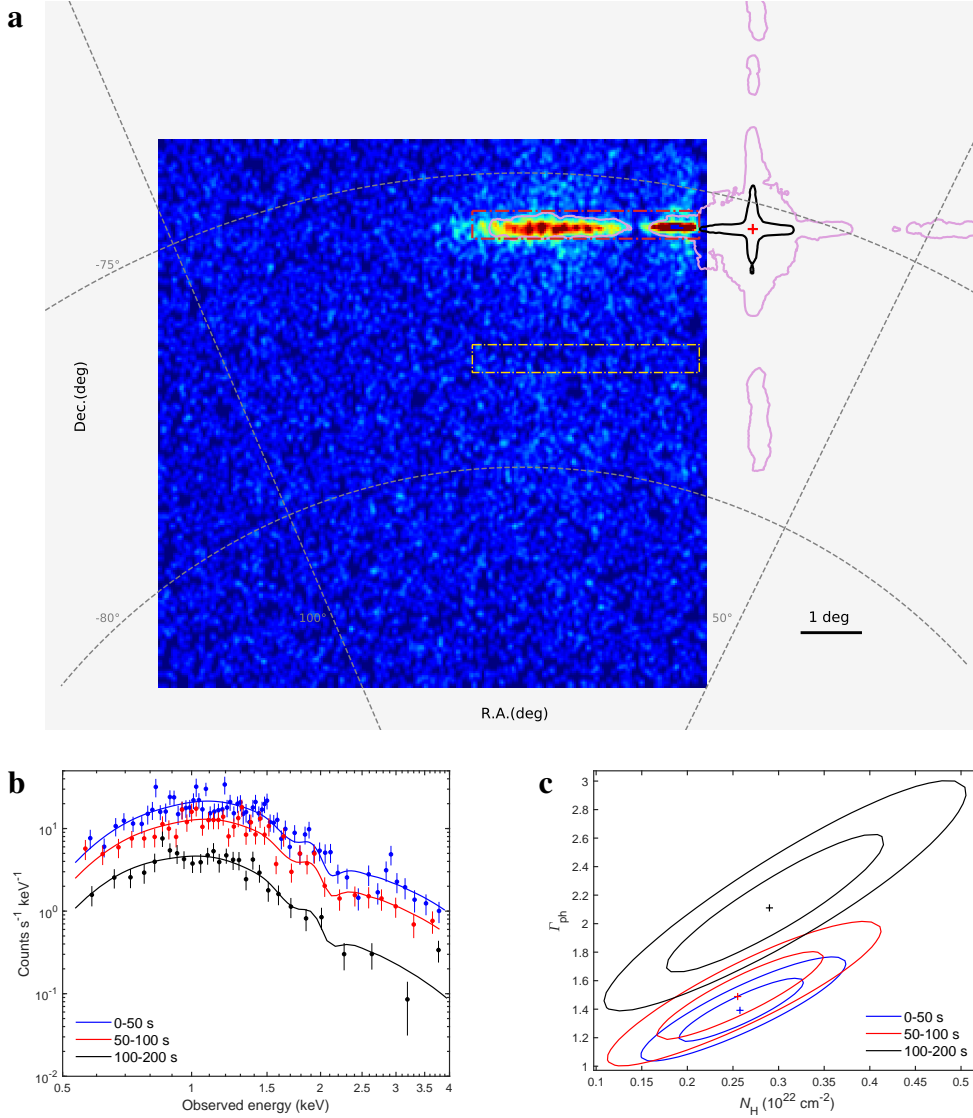 a
-75°
Dec.(deg)
-80°
100°
50°
1 deg
R.A.(deg)
b
Counts s⁻¹ keV⁻¹
10¹
10⁰
10⁻¹
10⁻²
0-50 s
50-100 s
100-200 s
0.5
1
1.5
2
2.5
3
3.5
4
Observed energy (keV)
c
Γph
3
2.8
2.6
2.4
2.2
2
1.8
1.6
1.4
1.2
1
0-50 s
50-100 s
100-200 s
0.1
0.15
0.2
0.25
0.3
0.35
0.4
0.45
0.5
N_H (10²² cm⁻²)